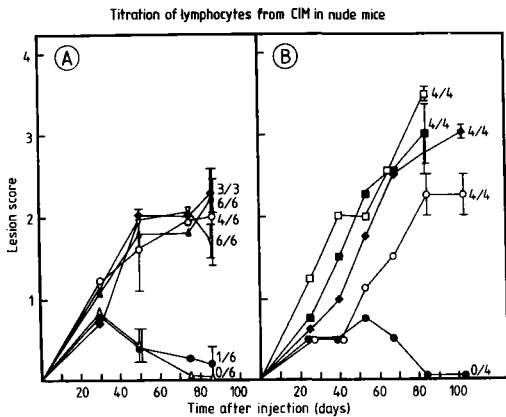 Titration of lymphocytes from CIM in nude mice
A
B
Lesion score
4
3
2
1
3/3
6/6
4/6
6/6
1/6
0/6
4/4
4/4
4/4
4/4
0/4
0 20 40 60 80 100
0 20 40 60 80 100
Time after injection (days)